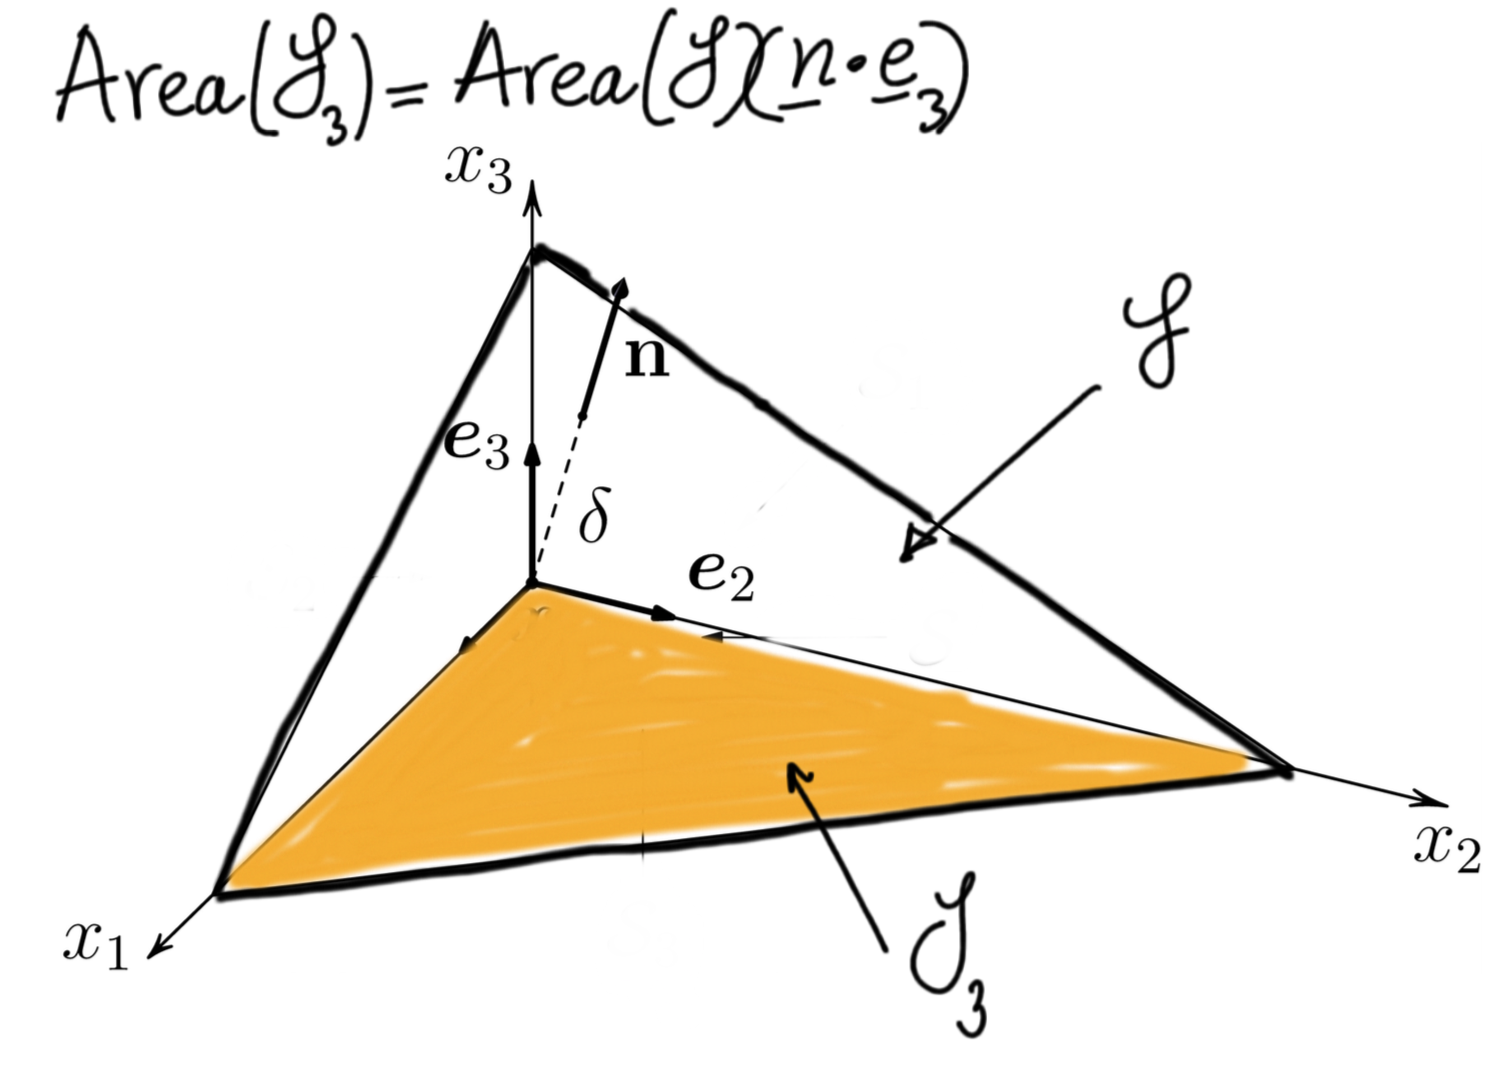 Area(𝒮₃) = Area(𝒮)(n · e₃)
x₃
𝒮
n
e₃
δ
e₂
x₂
x₁
𝒮₃